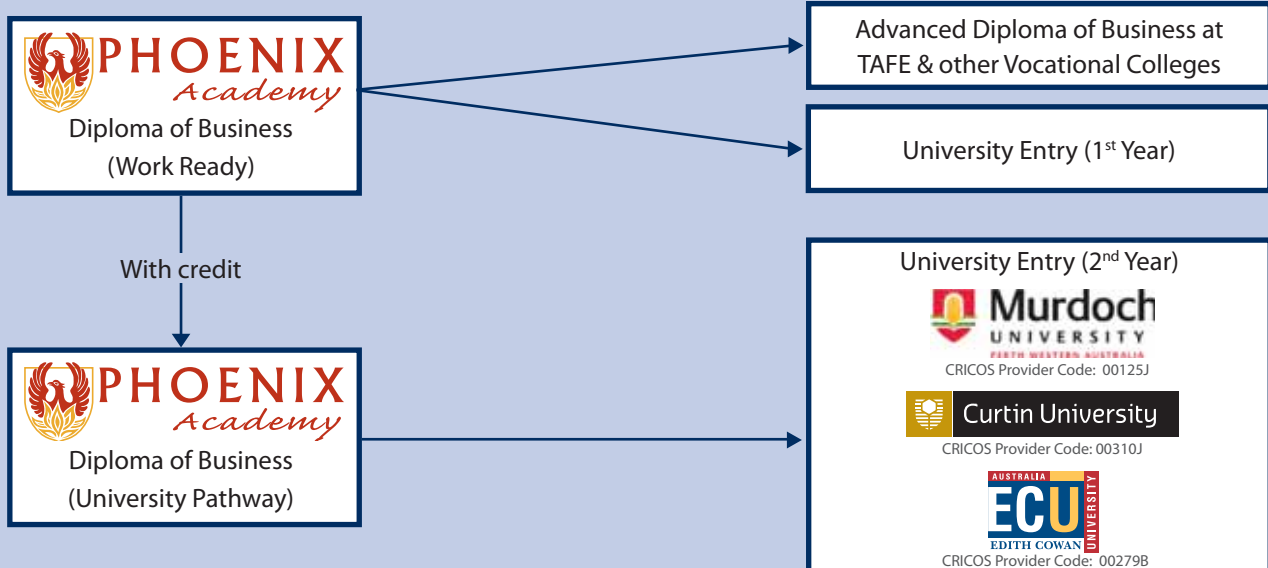 PHOENIX
Academy
Diploma of Business
(Work Ready)
Advanced Diploma of Business at
TAFE & other Vocational Colleges
University Entry (1st Year)
With credit
PHOENIX
Academy
Diploma of Business
(University Pathway)
University Entry (2nd Year)
Murdoch
UNIVERSITY
PERTH WESTERN AUSTRALIA
CRICOS Provider Code: 00125J
Curtin University
CRICOS Provider Code: 00310J
AUSTRALIA
ECU
EDITH COWAN
UNIVERSITY
CRICOS Provider Code: 00279B